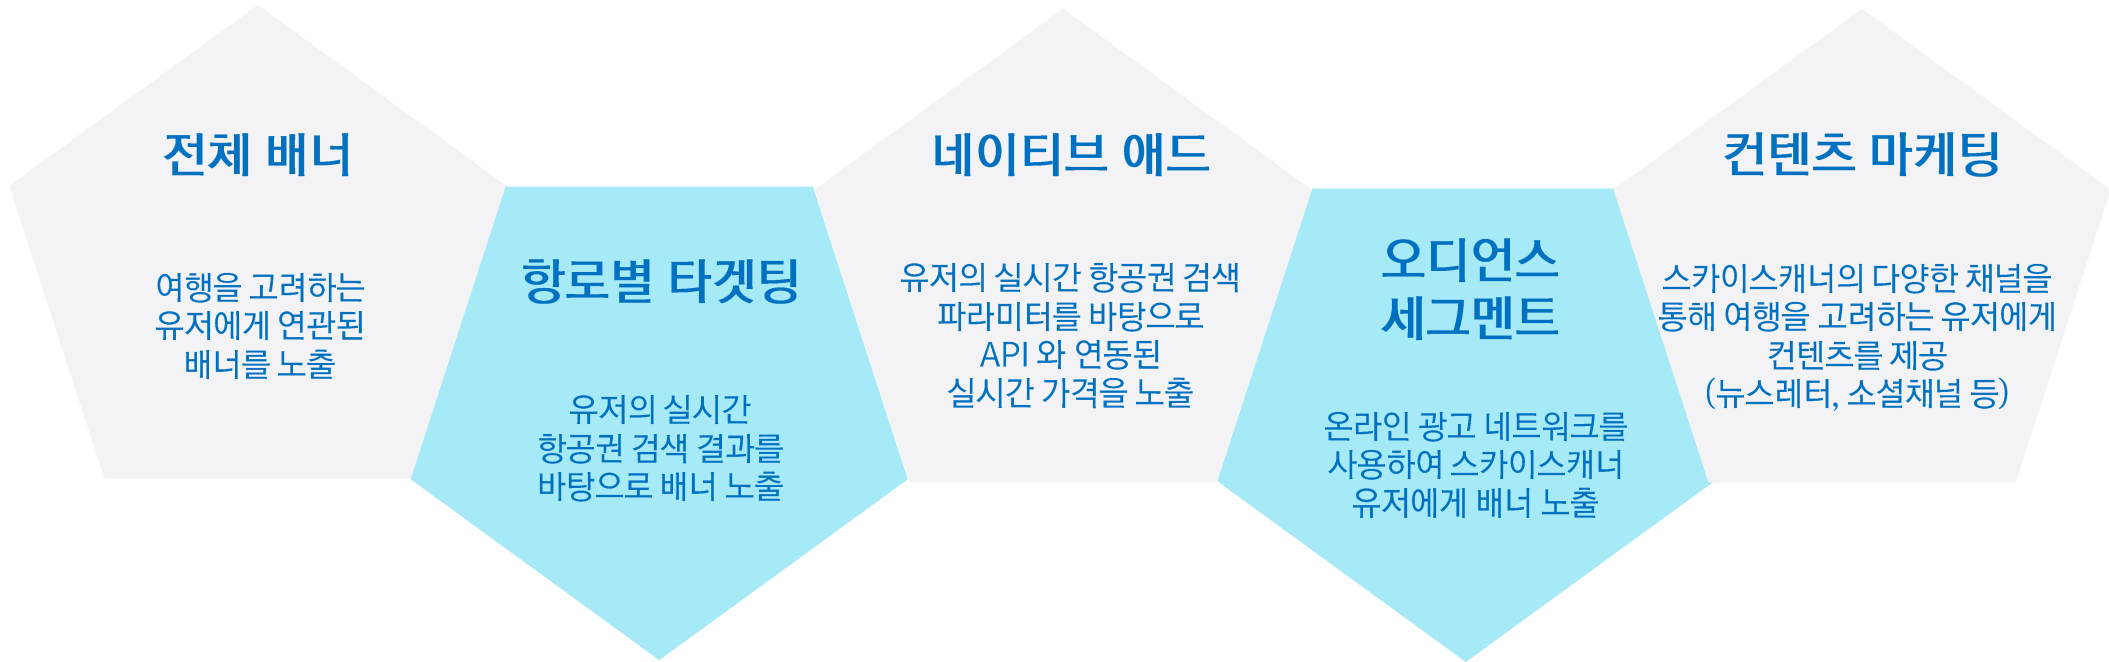 전체 배너
여행을 고려하는
유저에게 연관된
배너를 노출
항로별 타겟팅
유저의 실시간
항공권 검색 결과를
바탕으로 배너 노출
네이티브 애드
유저의 실시간 항공권 검색
파라미터를 바탕으로
API 와 연동된
실시간 가격을 노출
오디언스
세그멘트
온라인 광고 네트워크를
사용하여 스카이스캐너
유저에게 배너 노출
컨텐츠 마케팅
스카이스캐너의 다양한 채널을
통해 여행을 고려하는 유저에게
컨텐츠를 제공
(뉴스레터, 소셜채널 등)